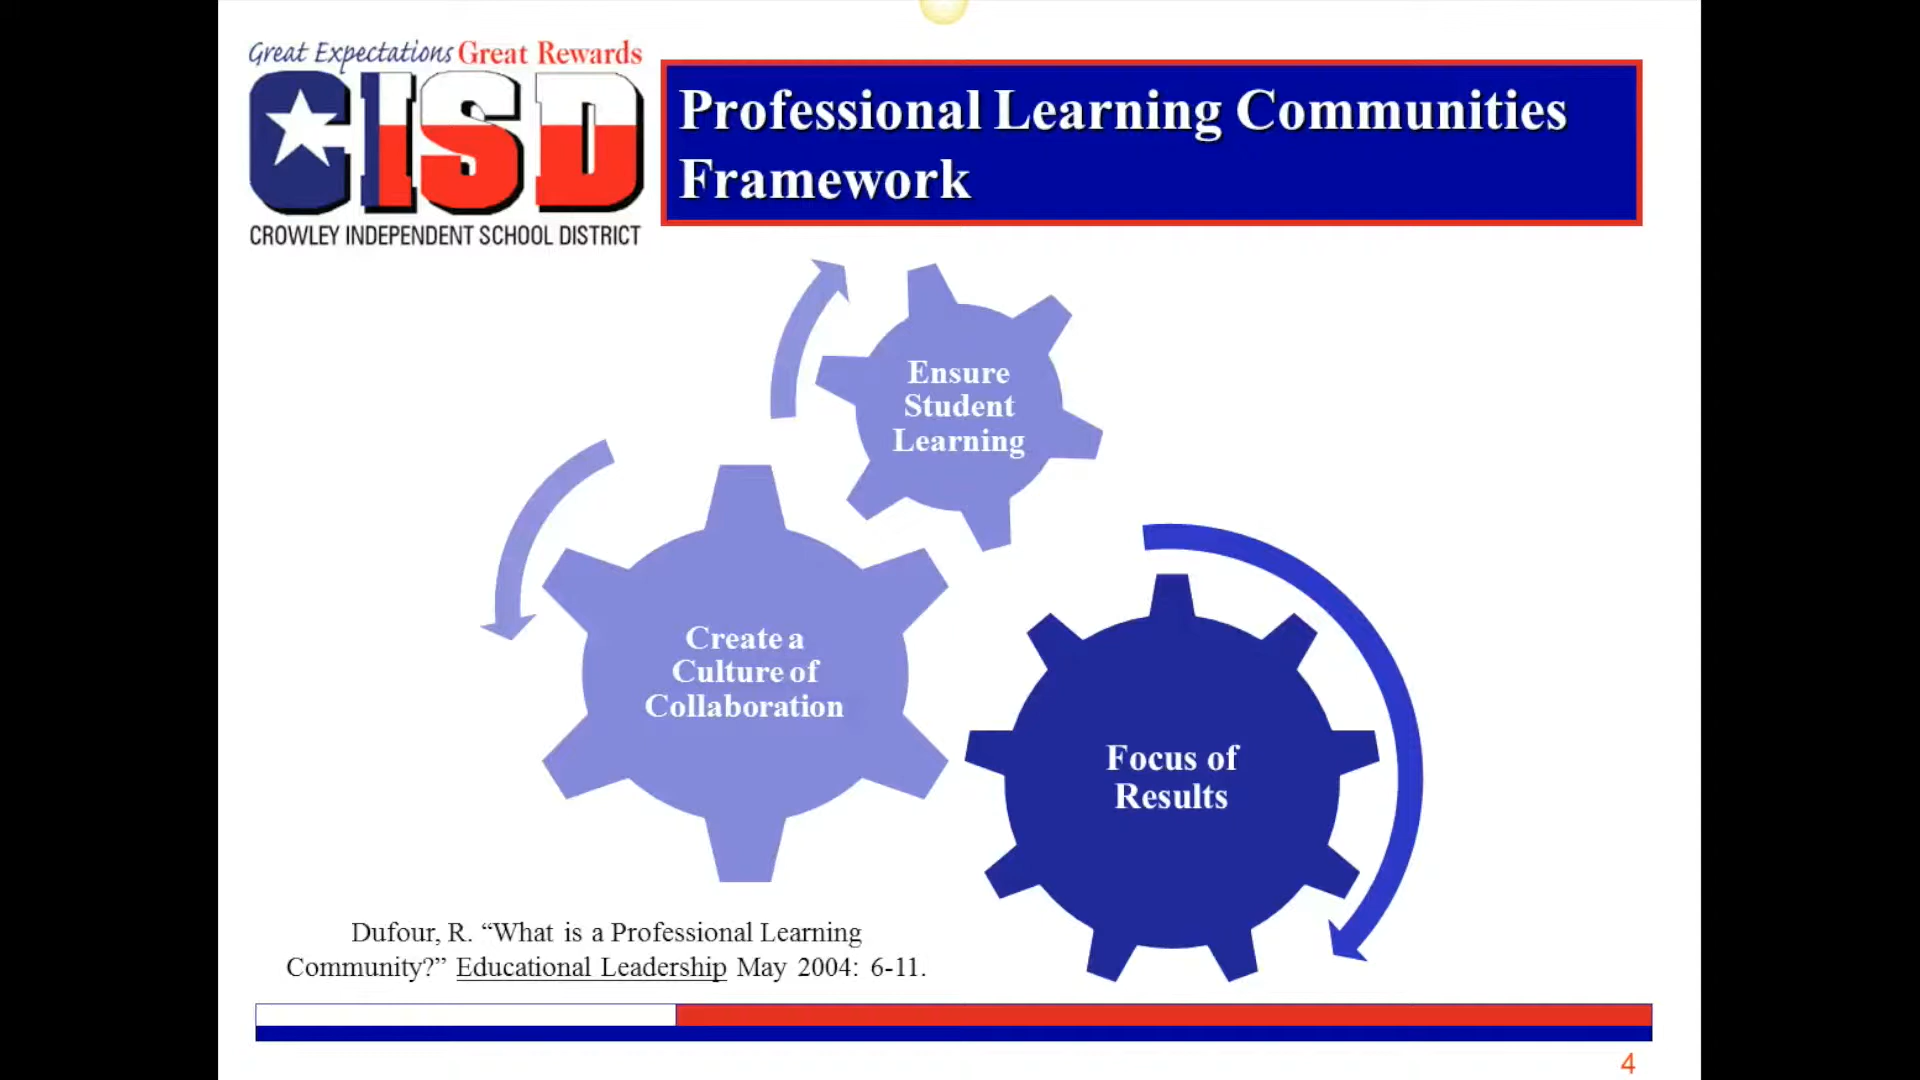 Great Expectations Great Rewards
CISD
CROWLEY INDEPENDENT SCHOOL DISTRICT
Professional Learning Communities
Framework
Ensure
Student
Learning
Create a
Culture of
Collaboration
Focus of
Results
Dufour, R. “What is a Professional Learning
Community?” Educational Leadership May 2004: 6-11.
4